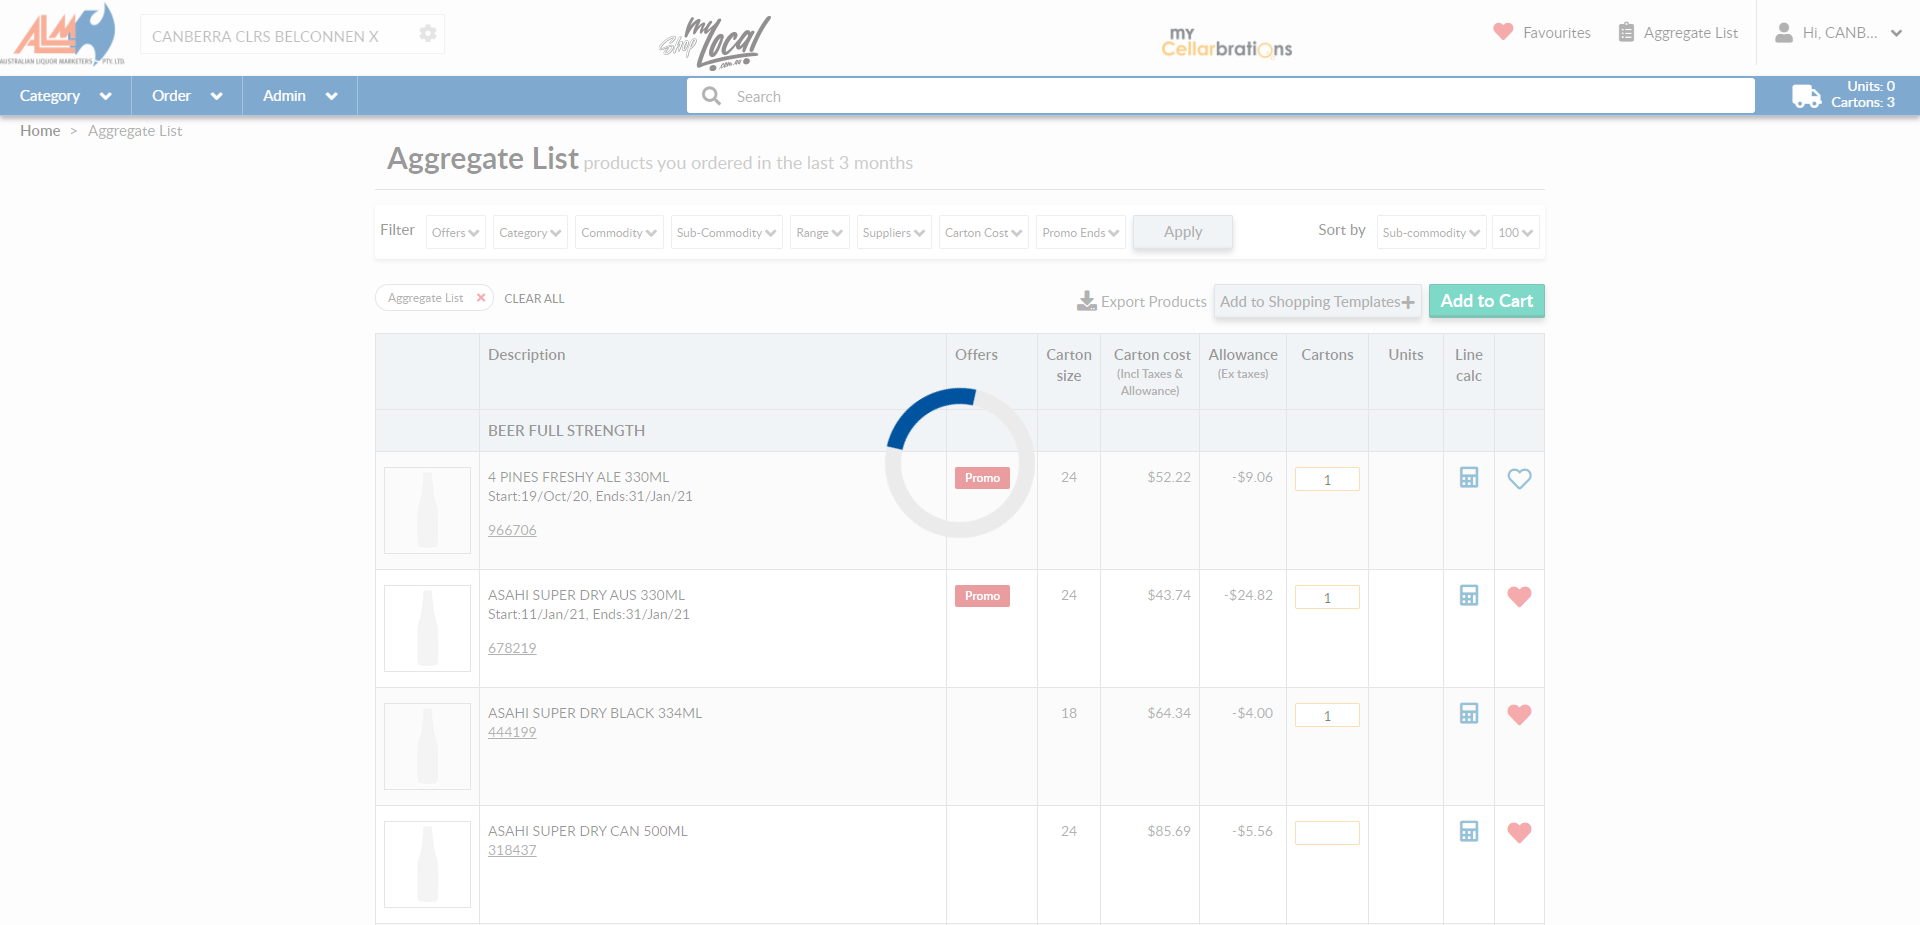 ALM
AUSTRALIAN LIQUOR MARKETERS PTY. LTD.
CANBERRA CLRS BELCONNEN X
Shop my Local
.com.au
my
Cellarbrations
Favourites
Aggregate List
Hi, CANB...
Category
Order
Admin
Search
Units: 0
Cartons: 3
Home > Aggregate List
Aggregate List products you ordered in the last 3 months
Filter Offers Category Commodity Sub-Commodity Range Suppliers Carton Cost Promo Ends Apply Sort by Sub-commodity 100
Aggregate List × CLEAR ALL
Export Products Add to Shopping Templates+ Add to Cart
Description Offers Carton size Carton cost (Incl Taxes & Allowance) Allowance (Ex taxes) Cartons Units Line calc
BEER FULL STRENGTH
4 PINES FRESHY ALE 330ML Promo 24 $52.22 -$9.06 1
Start:19/Oct/20, Ends:31/Jan/21
966706
ASAHI SUPER DRY AUS 330ML Promo 24 $43.74 -$24.82 1
Start:11/Jan/21, Ends:31/Jan/21
678219
ASAHI SUPER DRY BLACK 334ML 18 $64.34 -$4.00 1
444199
ASAHI SUPER DRY CAN 500ML 24 $85.69 -$5.56
318437